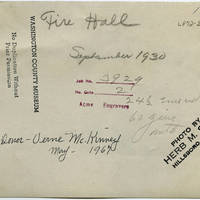 Fire Hall
September 1930
WASHINGTON COUNTY MUSEUM
No Duplication Without
Prior Permission
Job No. 3929
No. Cuts 2
Acme Engravers
Donor - Verne McKinney
May - 1967
PHOTO BY
HERB M.
HILLSBORO